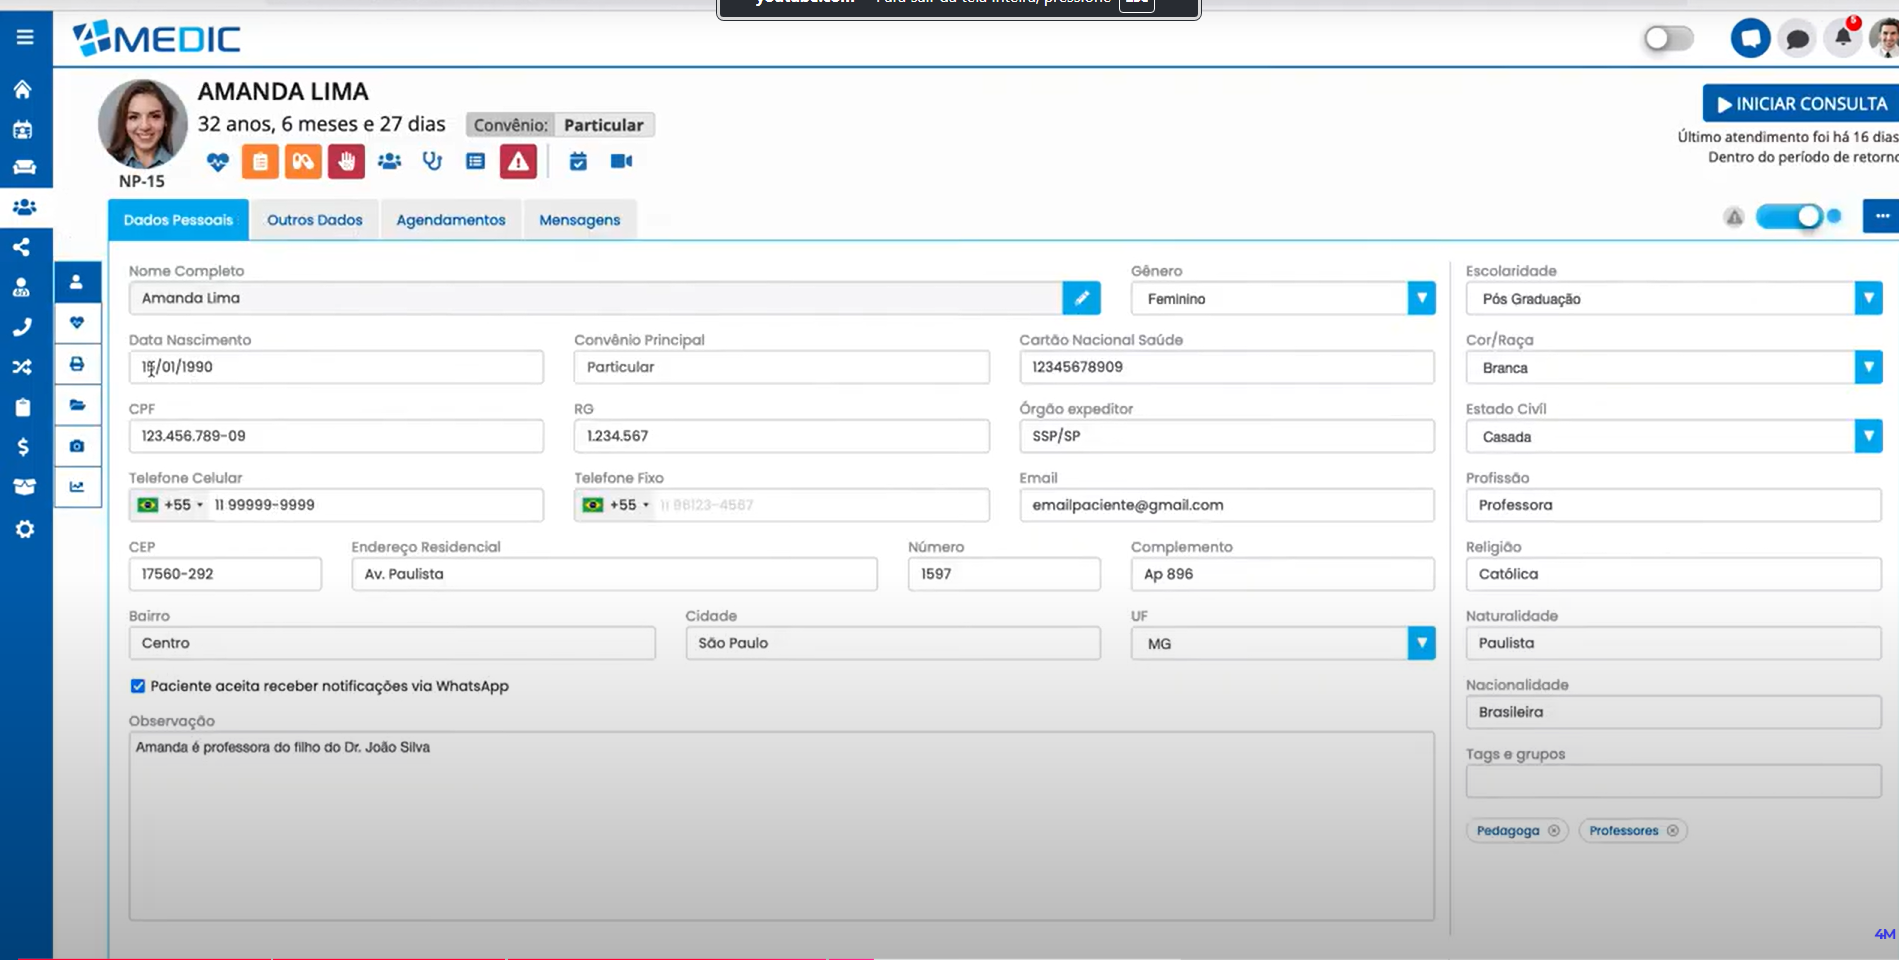 youtube.com Para sair da tela inteira, pressione Esc
4MEDIC
6
AMANDA LIMA
32 anos, 6 meses e 27 dias
Convênio: Particular
NP-15
INICIAR CONSULTA
Último atendimento foi há 16 dias
Dentro do período de retorno
Dados Pessoais Outros Dados Agendamentos Mensagens
Nome Completo Gênero Escolaridade
Amanda Lima Feminino Pós Graduação
Data Nascimento Convênio Principal Cartão Nacional Saúde Cor/Raça
/01/1990 Particular 12345678909 Branca
CPF RG Órgão expeditor Estado Civíl
123.456.789-09 1.234.567 SSP/SP Casada
Telefone Celular Telefone Fixo Email Profissão
+55 11 99999-9999 +55 11 96123-4567 emailpaciente@gmail.com Professora
CEP Endereço Residencial Número Complemento Religião
17560-292 Av. Paulista 1597 Ap 896 Católica
Bairro Cidade UF Naturalidade
Centro São Paulo MG Paulista
Paciente aceita receber notificações via WhatsApp Nacionalidade
Brasileira
Observação
Amanda é professora do filho do Dr. João Silva
Tags e grupos
Pedagoga Professores
4M